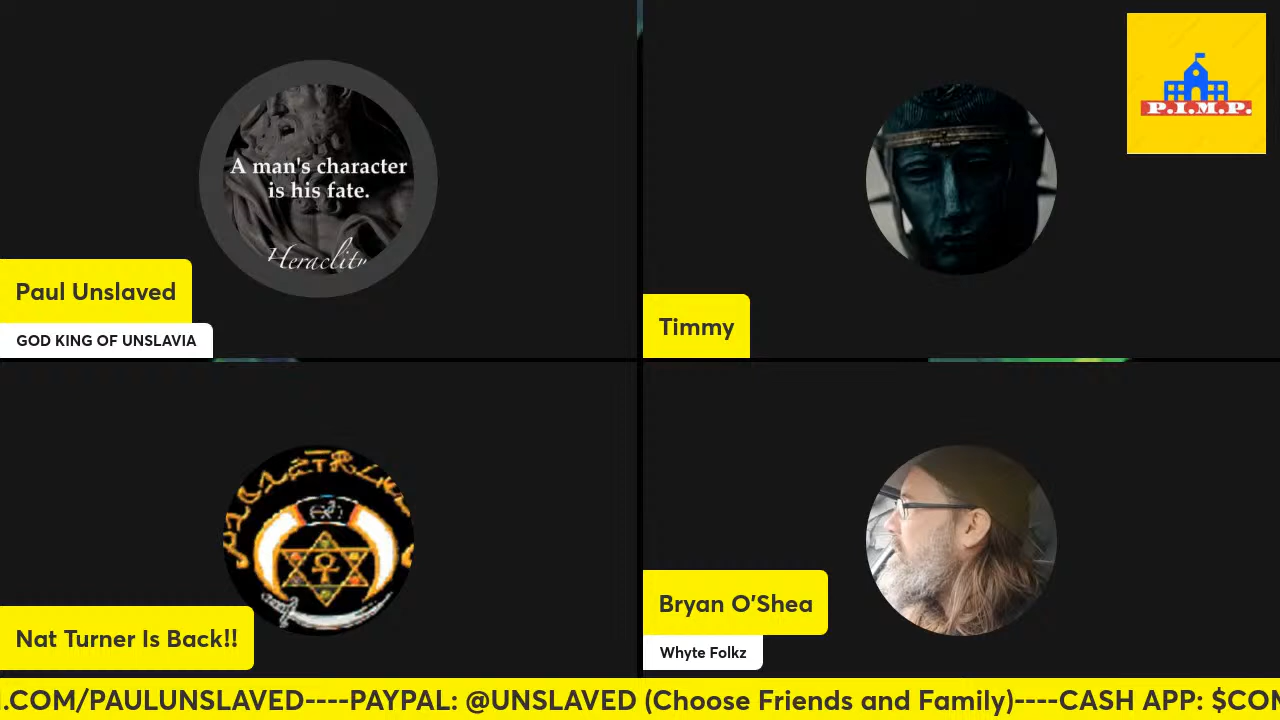 A man's character
is his fate.
Paul Unslaved
GOD KING OF UNSLAVIA
P.I.M.P.
Timmy
Nat Turner Is Back!!
Bryan O'Shea
Whyte Folkz
.COM/PAULUNSLAVED----PAYPAL: @UNSLAVED (Choose Friends and Family)----CASH APP: $COM